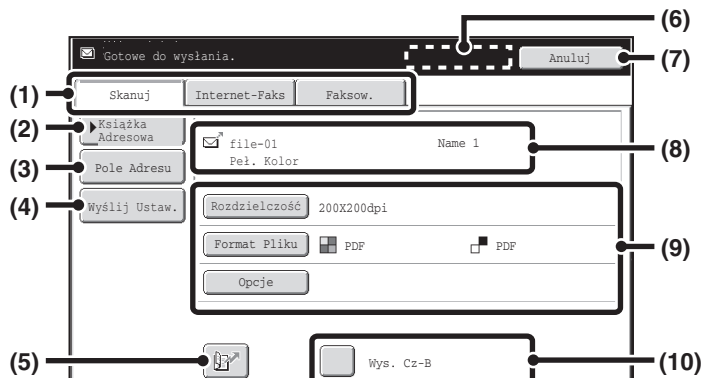 (6)
Gotowe do wysłania.
Anuluj
(7)
(1)
Skanuj
Internet-Faks
Faksow.
(2)
Książka
Adresowa
file-01
Name 1
(8)
Peł. Kolor
(3)
Pole Adresu
(4)
Wyślij Ustaw.
Rozdzielczość
200X200dpi
Format Pliku
PDF
PDF
(9)
Opcje
(5)
Wys. Cz-B
(10)